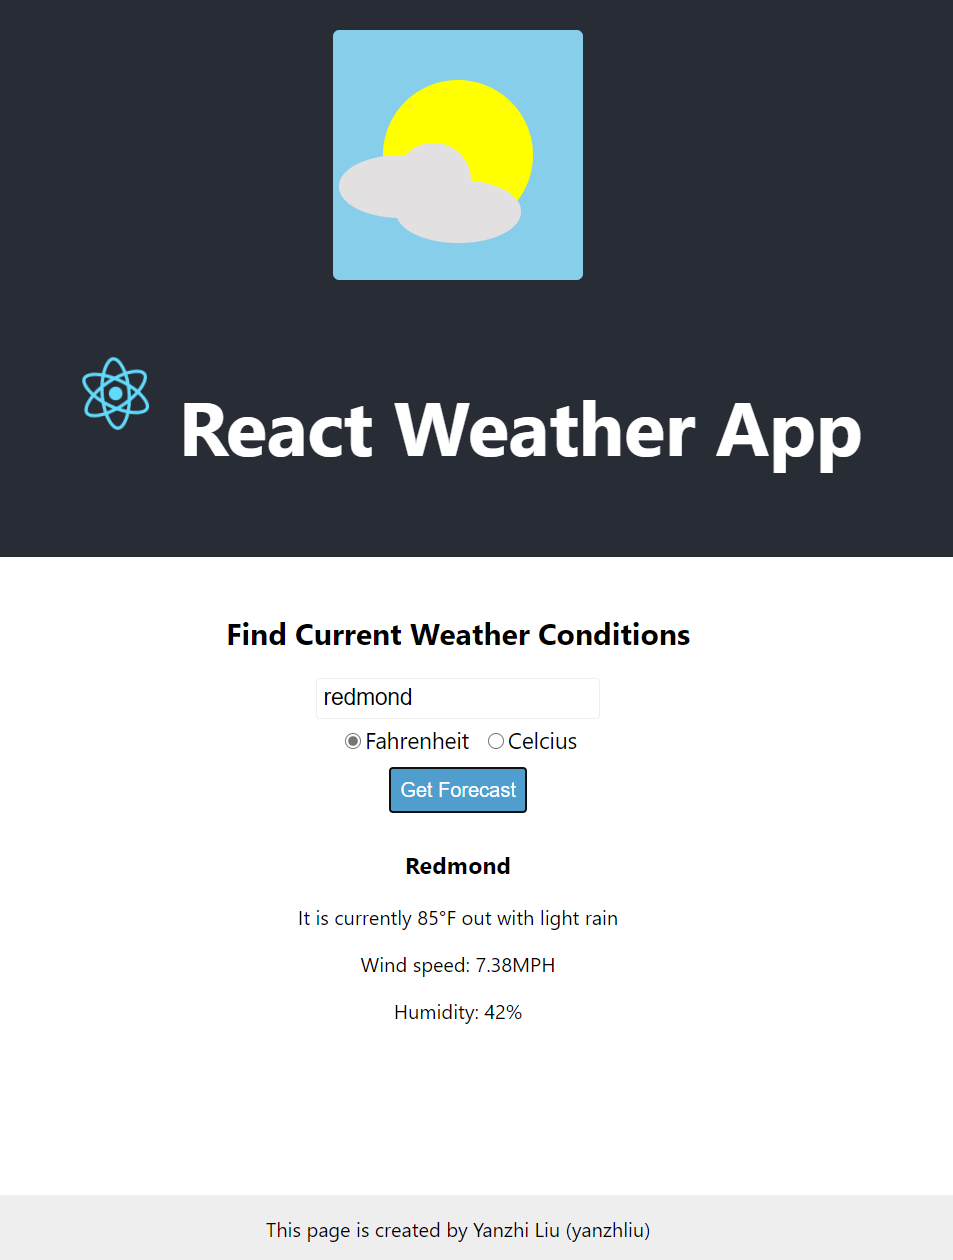 React Weather App
Find Current Weather Conditions
redmond
Fahrenheit Celcius
Get Forecast
Redmond
It is currently 85°F out with light rain
Wind speed: 7.38MPH
Humidity: 42%
This page is created by Yanzhi Liu (yanzhliu)